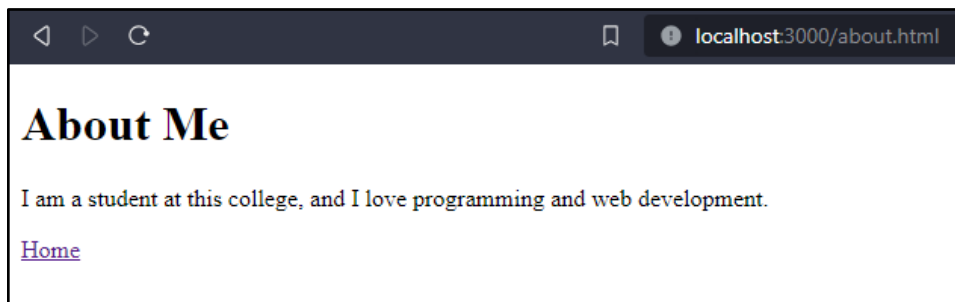 localhost:3000/about.html
About Me
I am a student at this college, and I love programming and web development.
Home